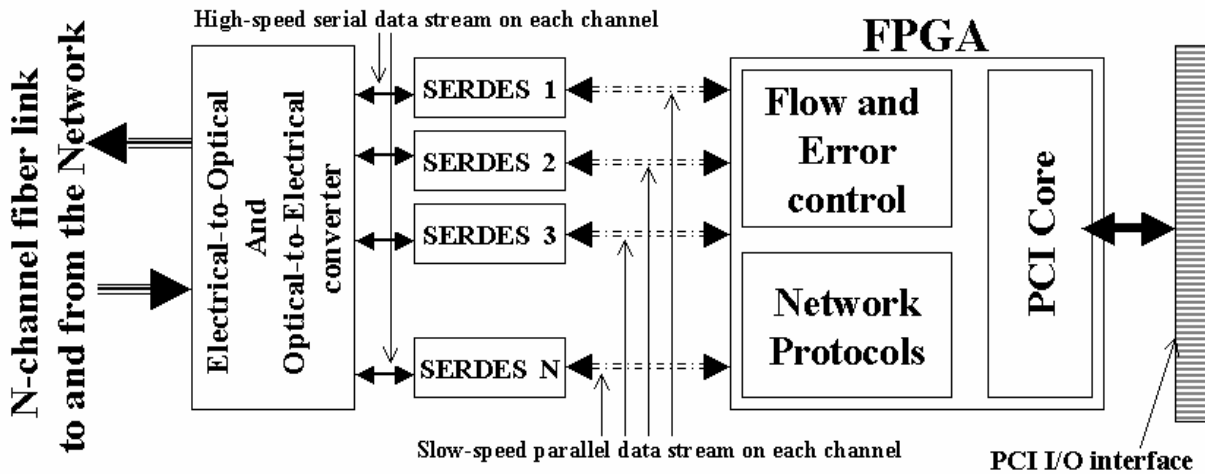 High-speed serial data stream on each channel
N-channel fiber link
to and from the Network
Electrical-to-Optical
And
Optical-to-Electrical
converter
SERDES 1
SERDES 2
SERDES 3
SERDES N
FPGA
Flow and
Error
control
Network
Protocols
PCI Core
Slow-speed parallel data stream on each channel
PCI I/O interface